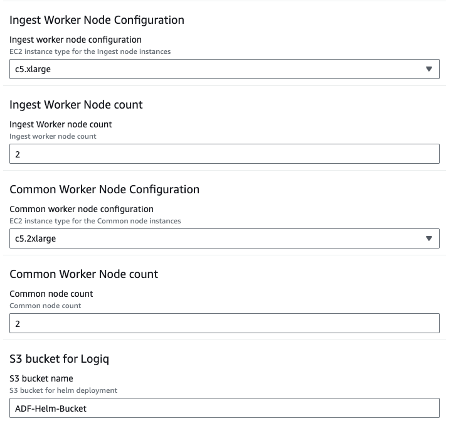 Ingest Worker Node Configuration
Ingest worker node configuration
EC2 instance type for the Ingest node instances
c5.xlarge
Ingest Worker Node count
Ingest Worker Node count
Ingest worker node count
2
Common Worker Node Configuration
Common worker node configuration
EC2 instance type for the Common node instances
c5.2xlarge
Common Worker Node count
Common node count
Common node count
2
S3 bucket for Logiq
S3 bucket name
S3 bucket for helm deployment
ADF-Helm-Bucket